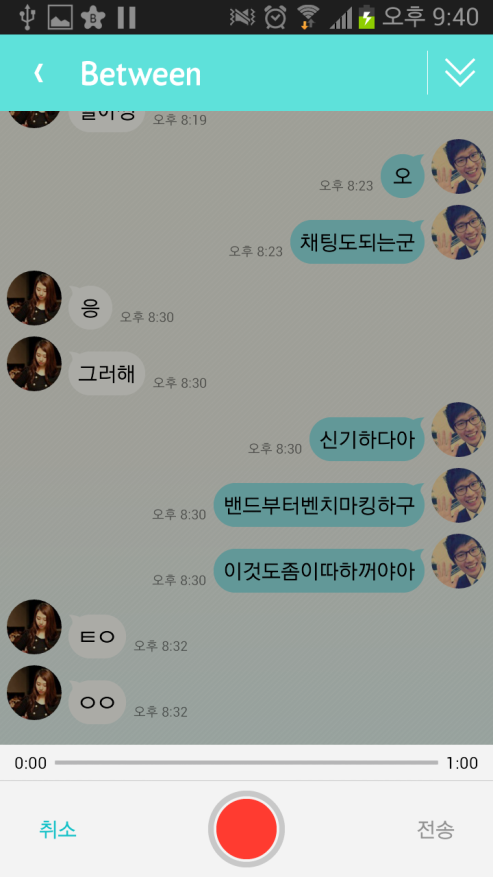 오후 9:40
Between
오후 8:19
오
오후 8:23
채팅도되는군
오후 8:23
응
오후 8:30
그러해
오후 8:30
신기하다아
오후 8:30
밴드부터벤치마킹하구
오후 8:30
이것도좀이따하꺼야아
오후 8:30
ㅌㅇ
오후 8:32
ㅇㅇ
오후 8:32
0:00
1:00
취소
전송